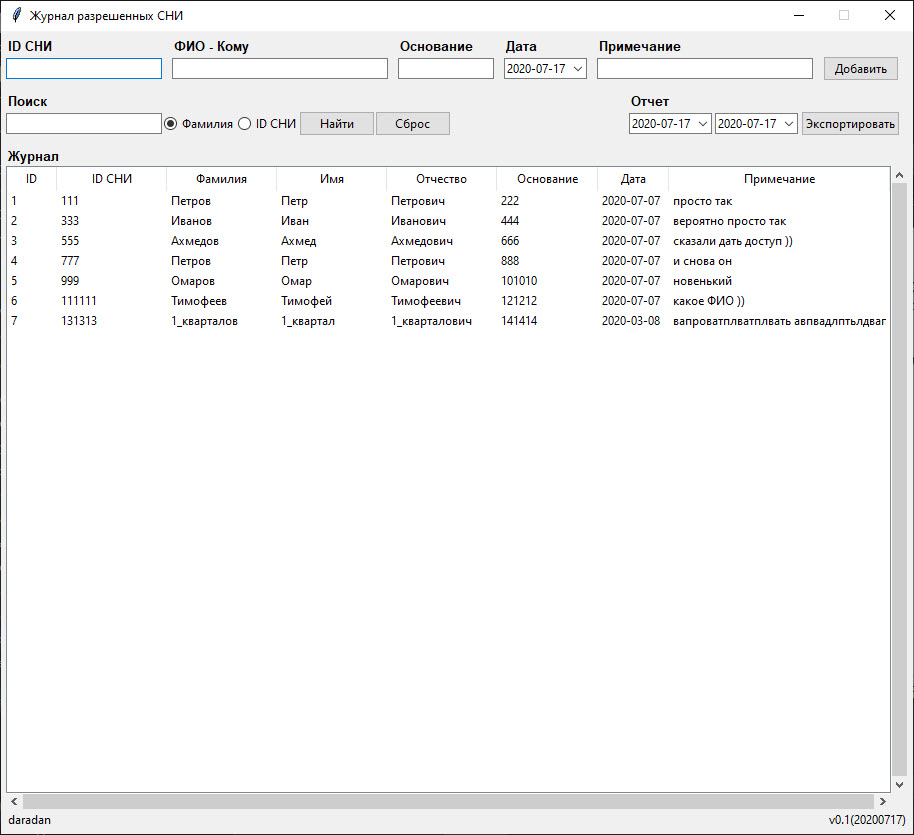 Журнал разрешенных СНИ
ID СНИ ФИО - Кому Основание Дата Примечание
2020-07-17 Добавить
Поиск Отчет
Фамилия ID СНИ Найти Сброс 2020-07-17 2020-07-17 Экспортировать
Журнал
ID ID СНИ Фамилия Имя Отчество Основание Дата Примечание
1 111 Петров Петр Петрович 222 2020-07-07 просто так
2 333 Иванов Иван Иванович 444 2020-07-07 вероятно просто так
3 555 Ахмедов Ахмед Ахмедович 666 2020-07-07 сказали дать доступ ))
4 777 Петров Петр Петрович 888 2020-07-07 и снова он
5 999 Омаров Омар Омарович 101010 2020-07-07 новенький
6 111111 Тимофеев Тимофей Тимофеевич 121212 2020-07-07 какое ФИО ))
7 131313 1_кварталов 1_квартал 1_кварталович 141414 2020-03-08 вапроватплватплвать авпвадлптьлдваг
daradan v0.1(20200717)